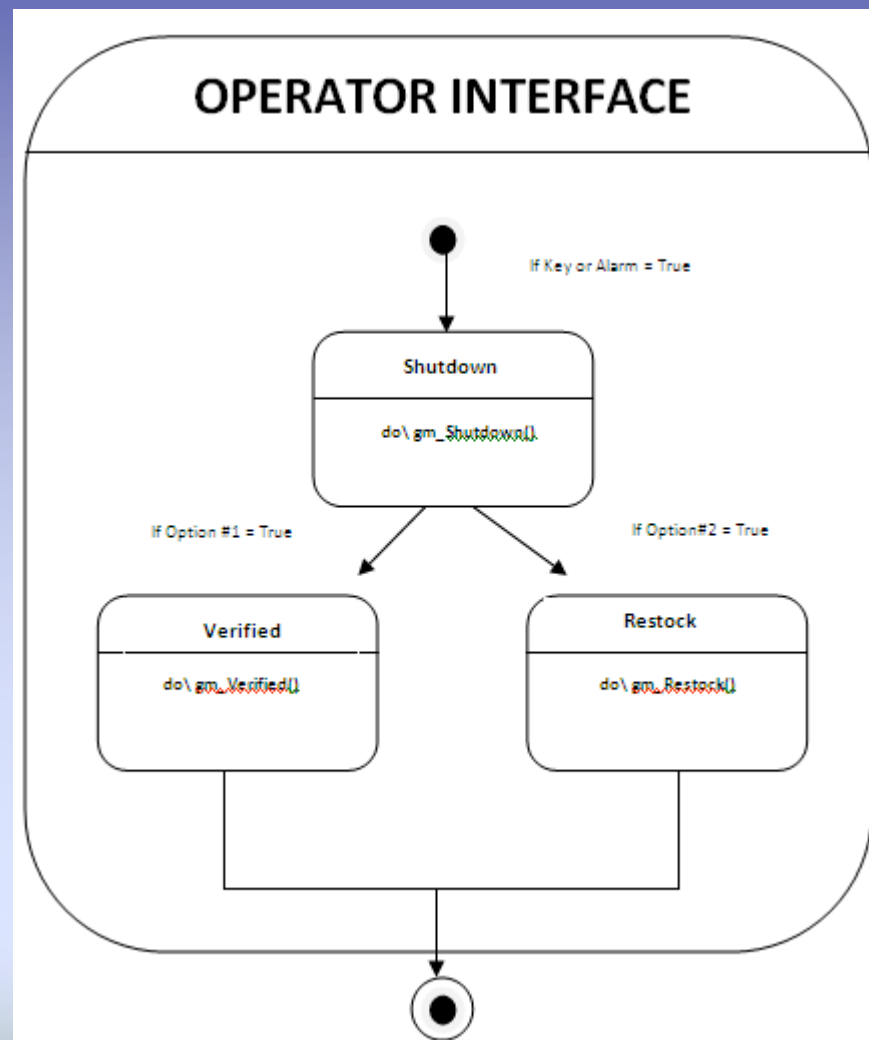 OPERATOR INTERFACE
If Key or Alarm = True
Shutdown
do\ gm_Shutdown()
If Option #1 = True
If Option#2 = True
Verified
do\ gm_Verified()
Restock
do\ gm_Restock()